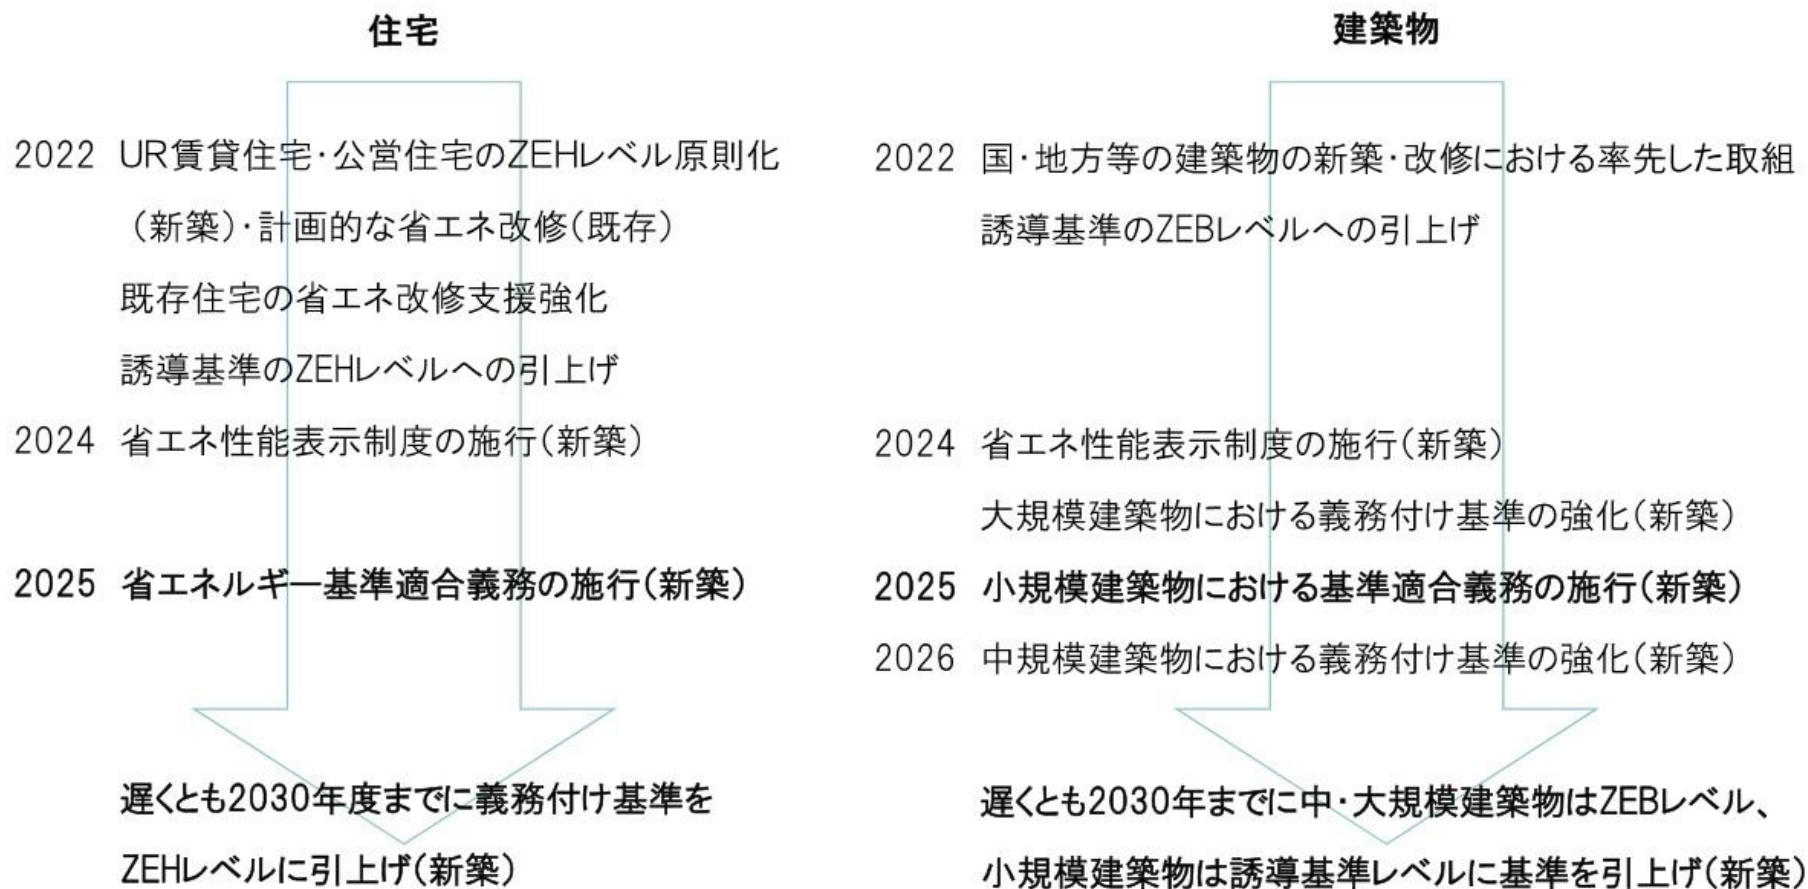 住宅
2022 UR賃貸住宅・公営住宅のZEHレベル原則化
（新築）・計画的な省エネ改修（既存）
既存住宅の省エネ改修支援強化
誘導基準のZEHレベルへの引上げ
2024 省エネ性能表示制度の施行（新築）
2025 省エネルギー基準適合義務の施行（新築）
遅くとも2030年度までに義務付け基準を
ZEHレベルに引上げ（新築）
建築物
2022 国・地方等の建築物の新築・改修における率先した取組
誘導基準のZEBレベルへの引上げ
2024 省エネ性能表示制度の施行（新築）
大規模建築物における義務付け基準の強化（新築）
2025 小規模建築物における基準適合義務の施行（新築）
2026 中規模建築物における義務付け基準の強化（新築）
遅くとも2030年までに中・大規模建築物はZEBレベル、
小規模建築物は誘導基準レベルに基準を引上げ（新築）